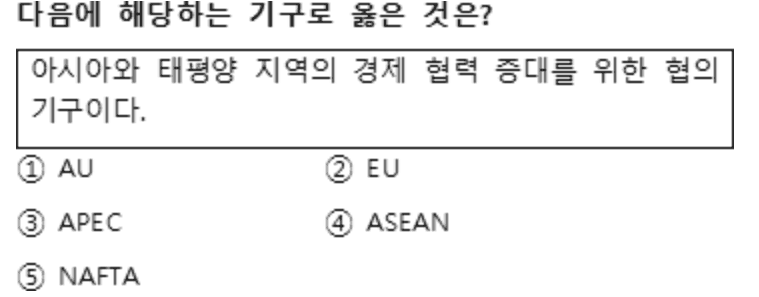 다음에 해당하는 기구로 옳은 것은?
아시아와 태평양 지역의 경제 협력 증대를 위한 협의
기구이다.
① AU ② EU
③ APEC ④ ASEAN
⑤ NAFTA